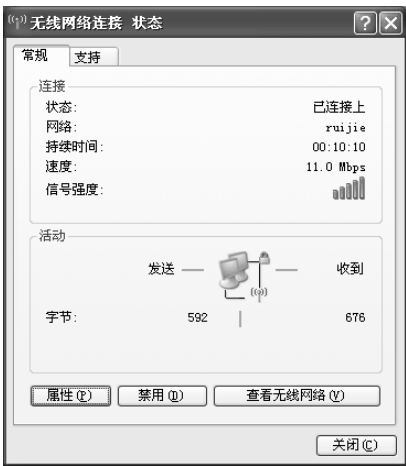 无线网络连接 状态
常规 支持
连接
状态: 已连接上
网络: ruijie
持续时间: 00:10:10
速度: 11.0 Mbps
信号强度:
活动
发送 — — 收到
字节: 592 | 676
属性(P) 禁用(D) 查看无线网络(V)
关闭(C)